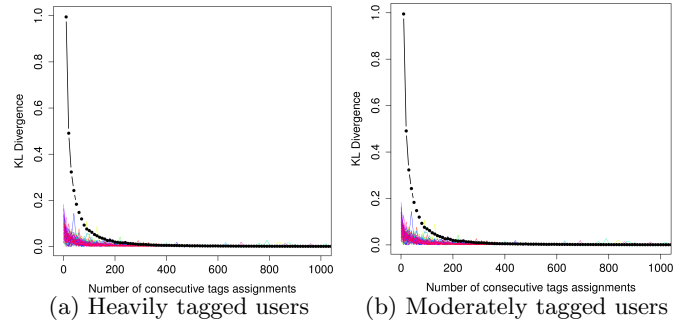 KL Divergence
0.0 0.2 0.4 0.6 0.8 1.0
0 200 400 600 800 1000
Number of consecutive tags assignments
(a) Heavily tagged users
KL Divergence
0.0 0.2 0.4 0.6 0.8 1.0
0 200 400 600 800 1000
Number of consecutive tags assignments
(b) Moderately tagged users